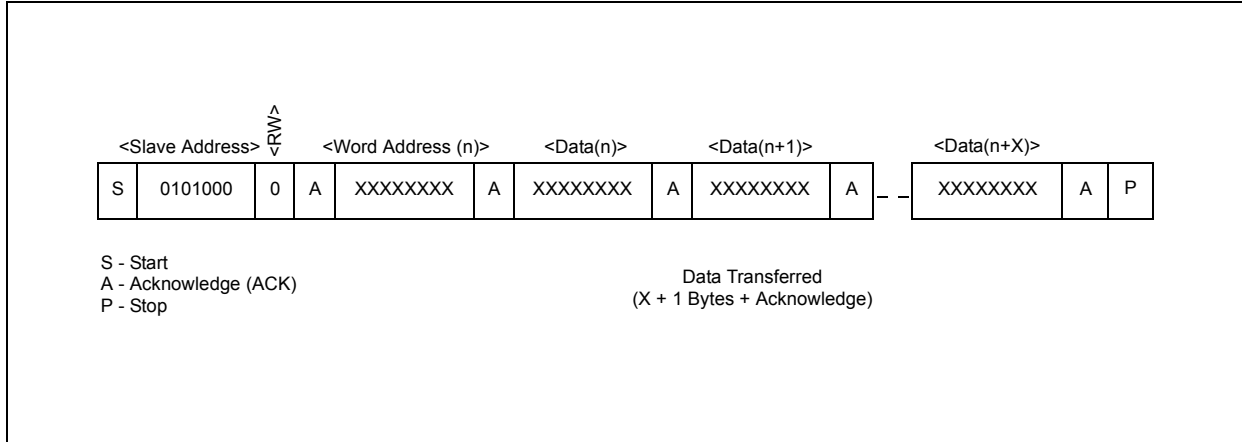 <RW>
<Slave Address> <Word Address (n)> <Data(n)> <Data(n+1)> <Data(n+X)>
S 0101000 0 A XXXXXXXX A XXXXXXXX A XXXXXXXX A XXXXXXXX A P
S - Start
A - Acknowledge (ACK)
P - Stop
Data Transferred
(X + 1 Bytes + Acknowledge)